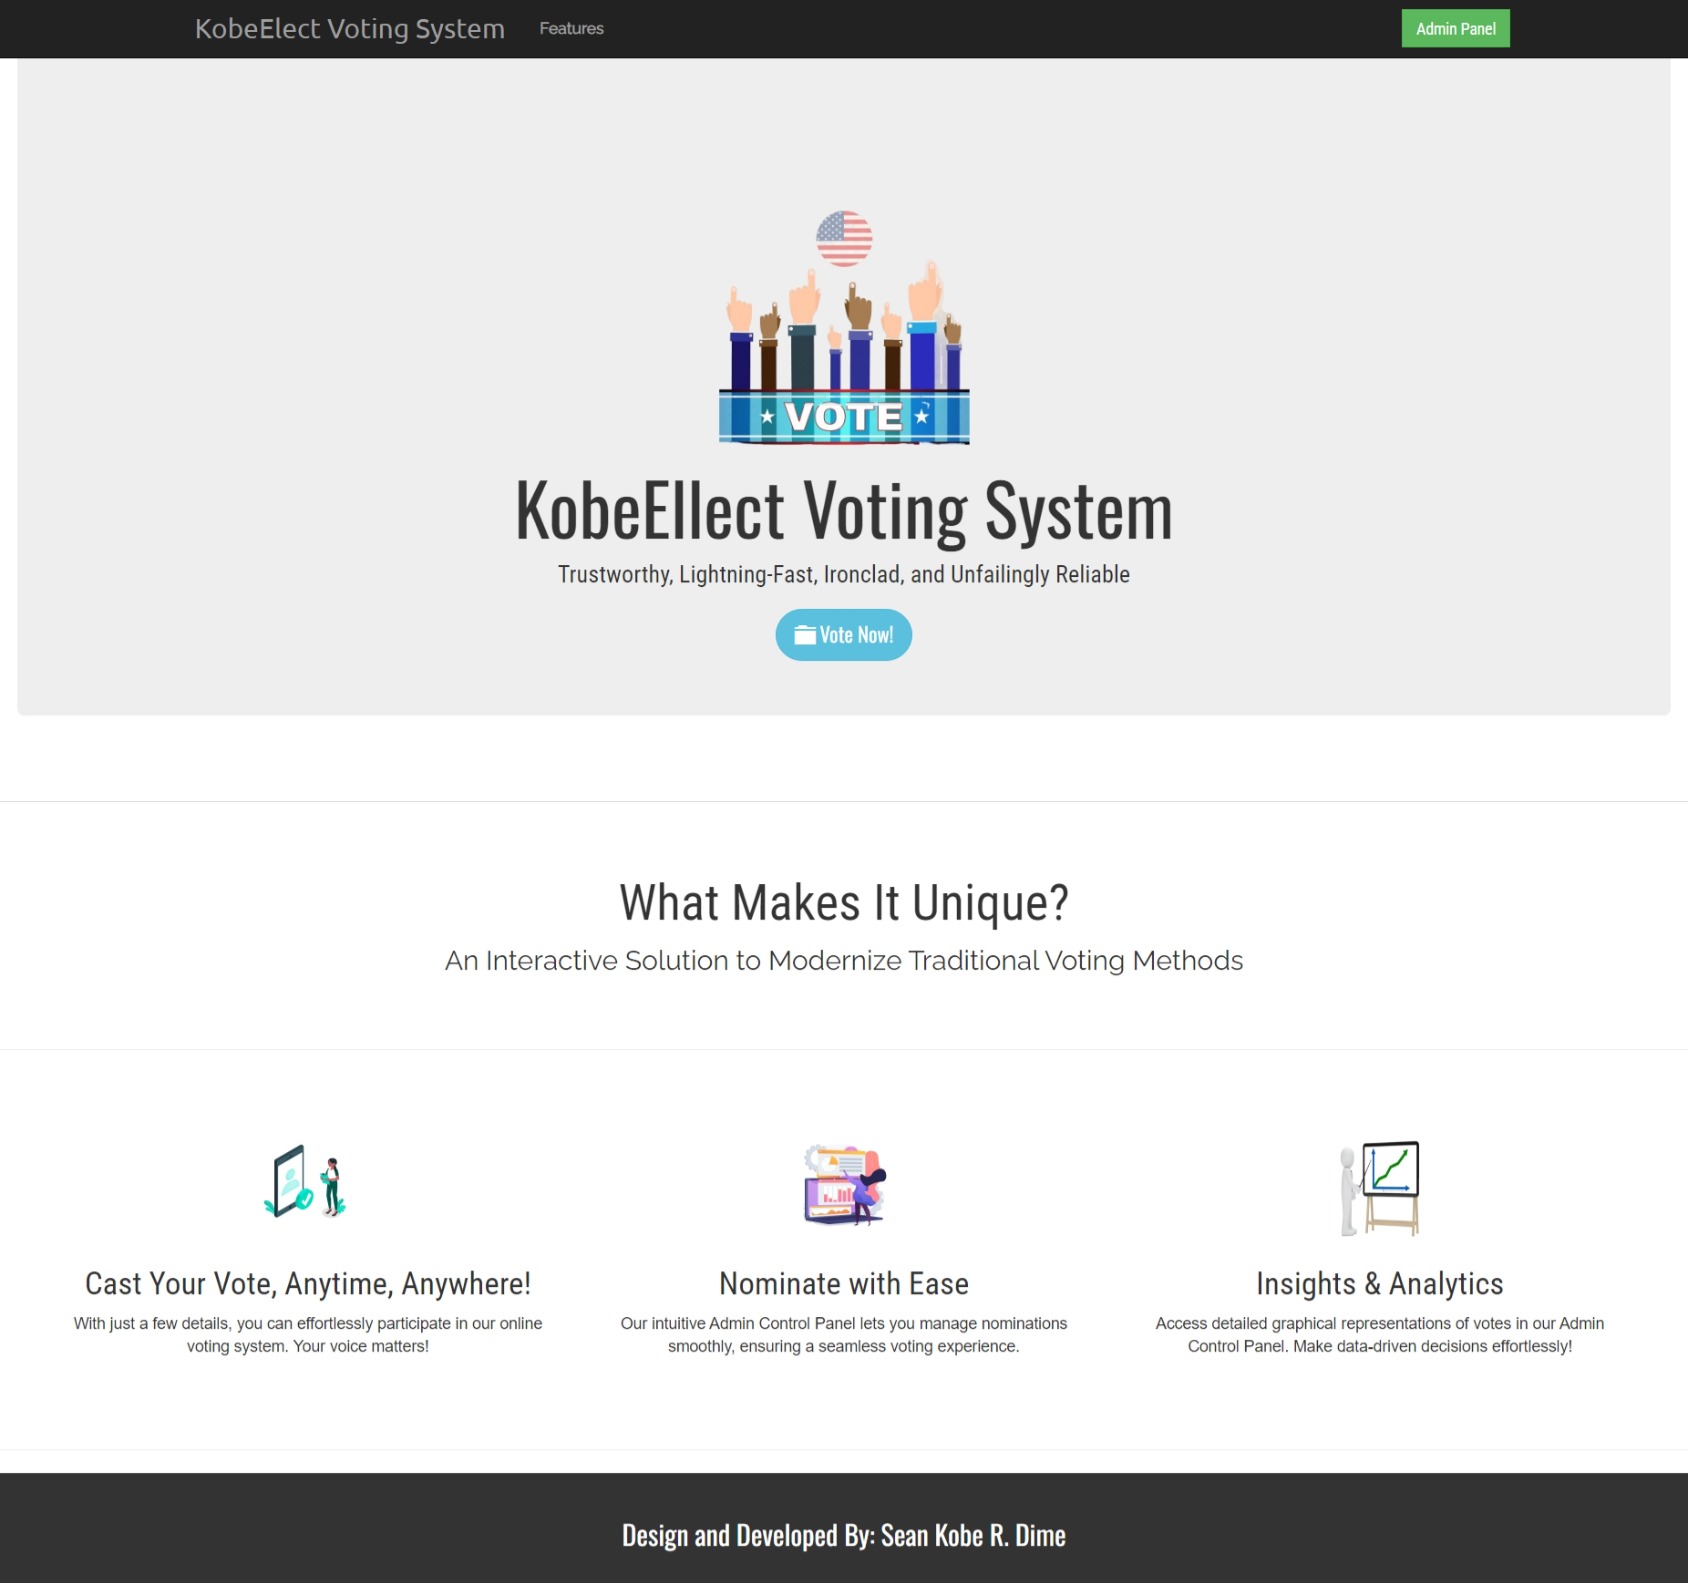 KobeElect Voting System
Features
Admin Panel
VOTE
KobeEllect Voting System
Trustworthy, Lightning-Fast, Ironclad, and Unfailingly Reliable
Vote Now!
What Makes It Unique?
An Interactive Solution to Modernize Traditional Voting Methods
Cast Your Vote, Anytime, Anywhere!
With just a few details, you can effortlessly participate in our online
voting system. Your voice matters!
Nominate with Ease
Our intuitive Admin Control Panel lets you manage nominations
smoothly, ensuring a seamless voting experience.
Insights & Analytics
Access detailed graphical representations of votes in our Admin
Control Panel. Make data-driven decisions effortlessly!
Design and Developed By: Sean Kobe R. Dime